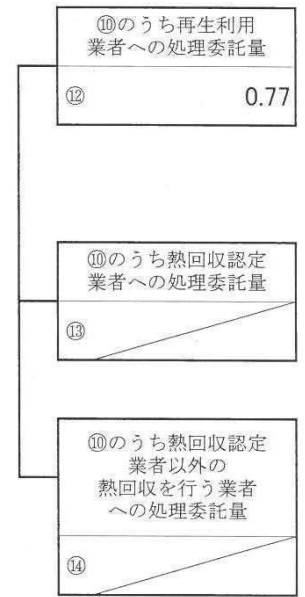 ⑩のうち再生利用
業者への処理委託量
⑫ 0.77
⑩のうち熱回収認定
業者への処理委託量
⑬
⑩のうち熱回収認定
業者以外の
熱回収を行う業者
への処理委託量
⑭